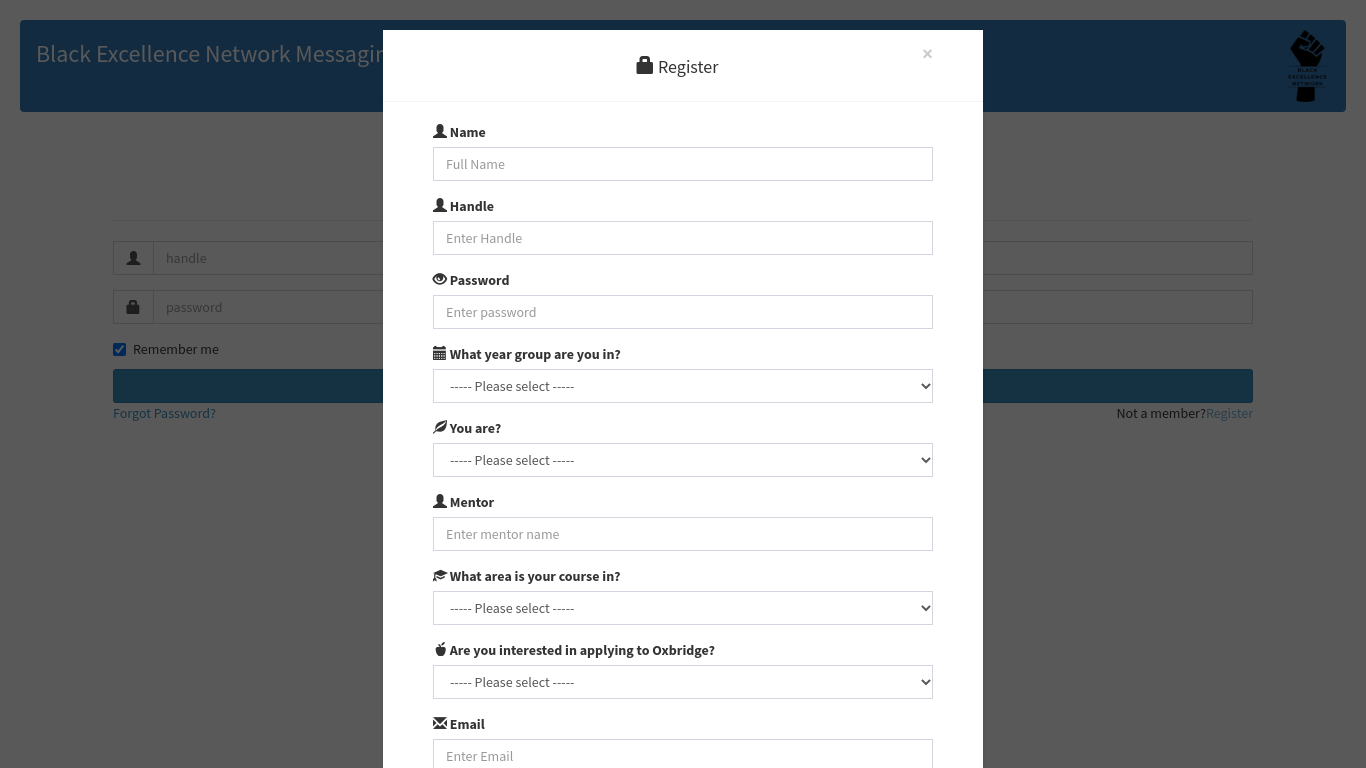 Black Excellence Network Messagin
BLACK
EXCELLENCE
NETWORK
×
Register
Name
Full Name
Handle
Enter Handle
Password
Enter password
What year group are you in?
----- Please select -----
You are?
----- Please select -----
Mentor
Enter mentor name
What area is your course in?
----- Please select -----
Are you interested in applying to Oxbridge?
----- Please select -----
Email
Enter Email
handle
password
Remember me
Forgot Password?
Not a member?Register